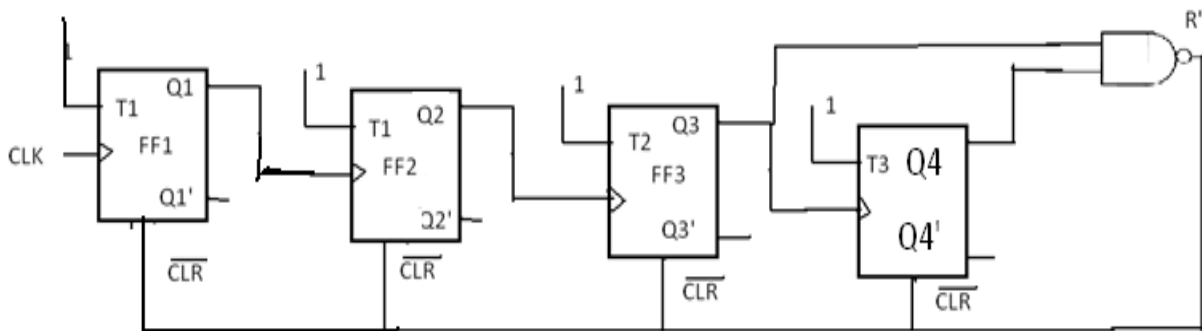 R'
1
1
1
1
Q1
T1
FF1
CLK
Q1'
CLR
Q2
T1
FF2
Q2'
CLR
Q3
T2
FF3
Q3'
CLR
Q4
T3
Q4'
CLR